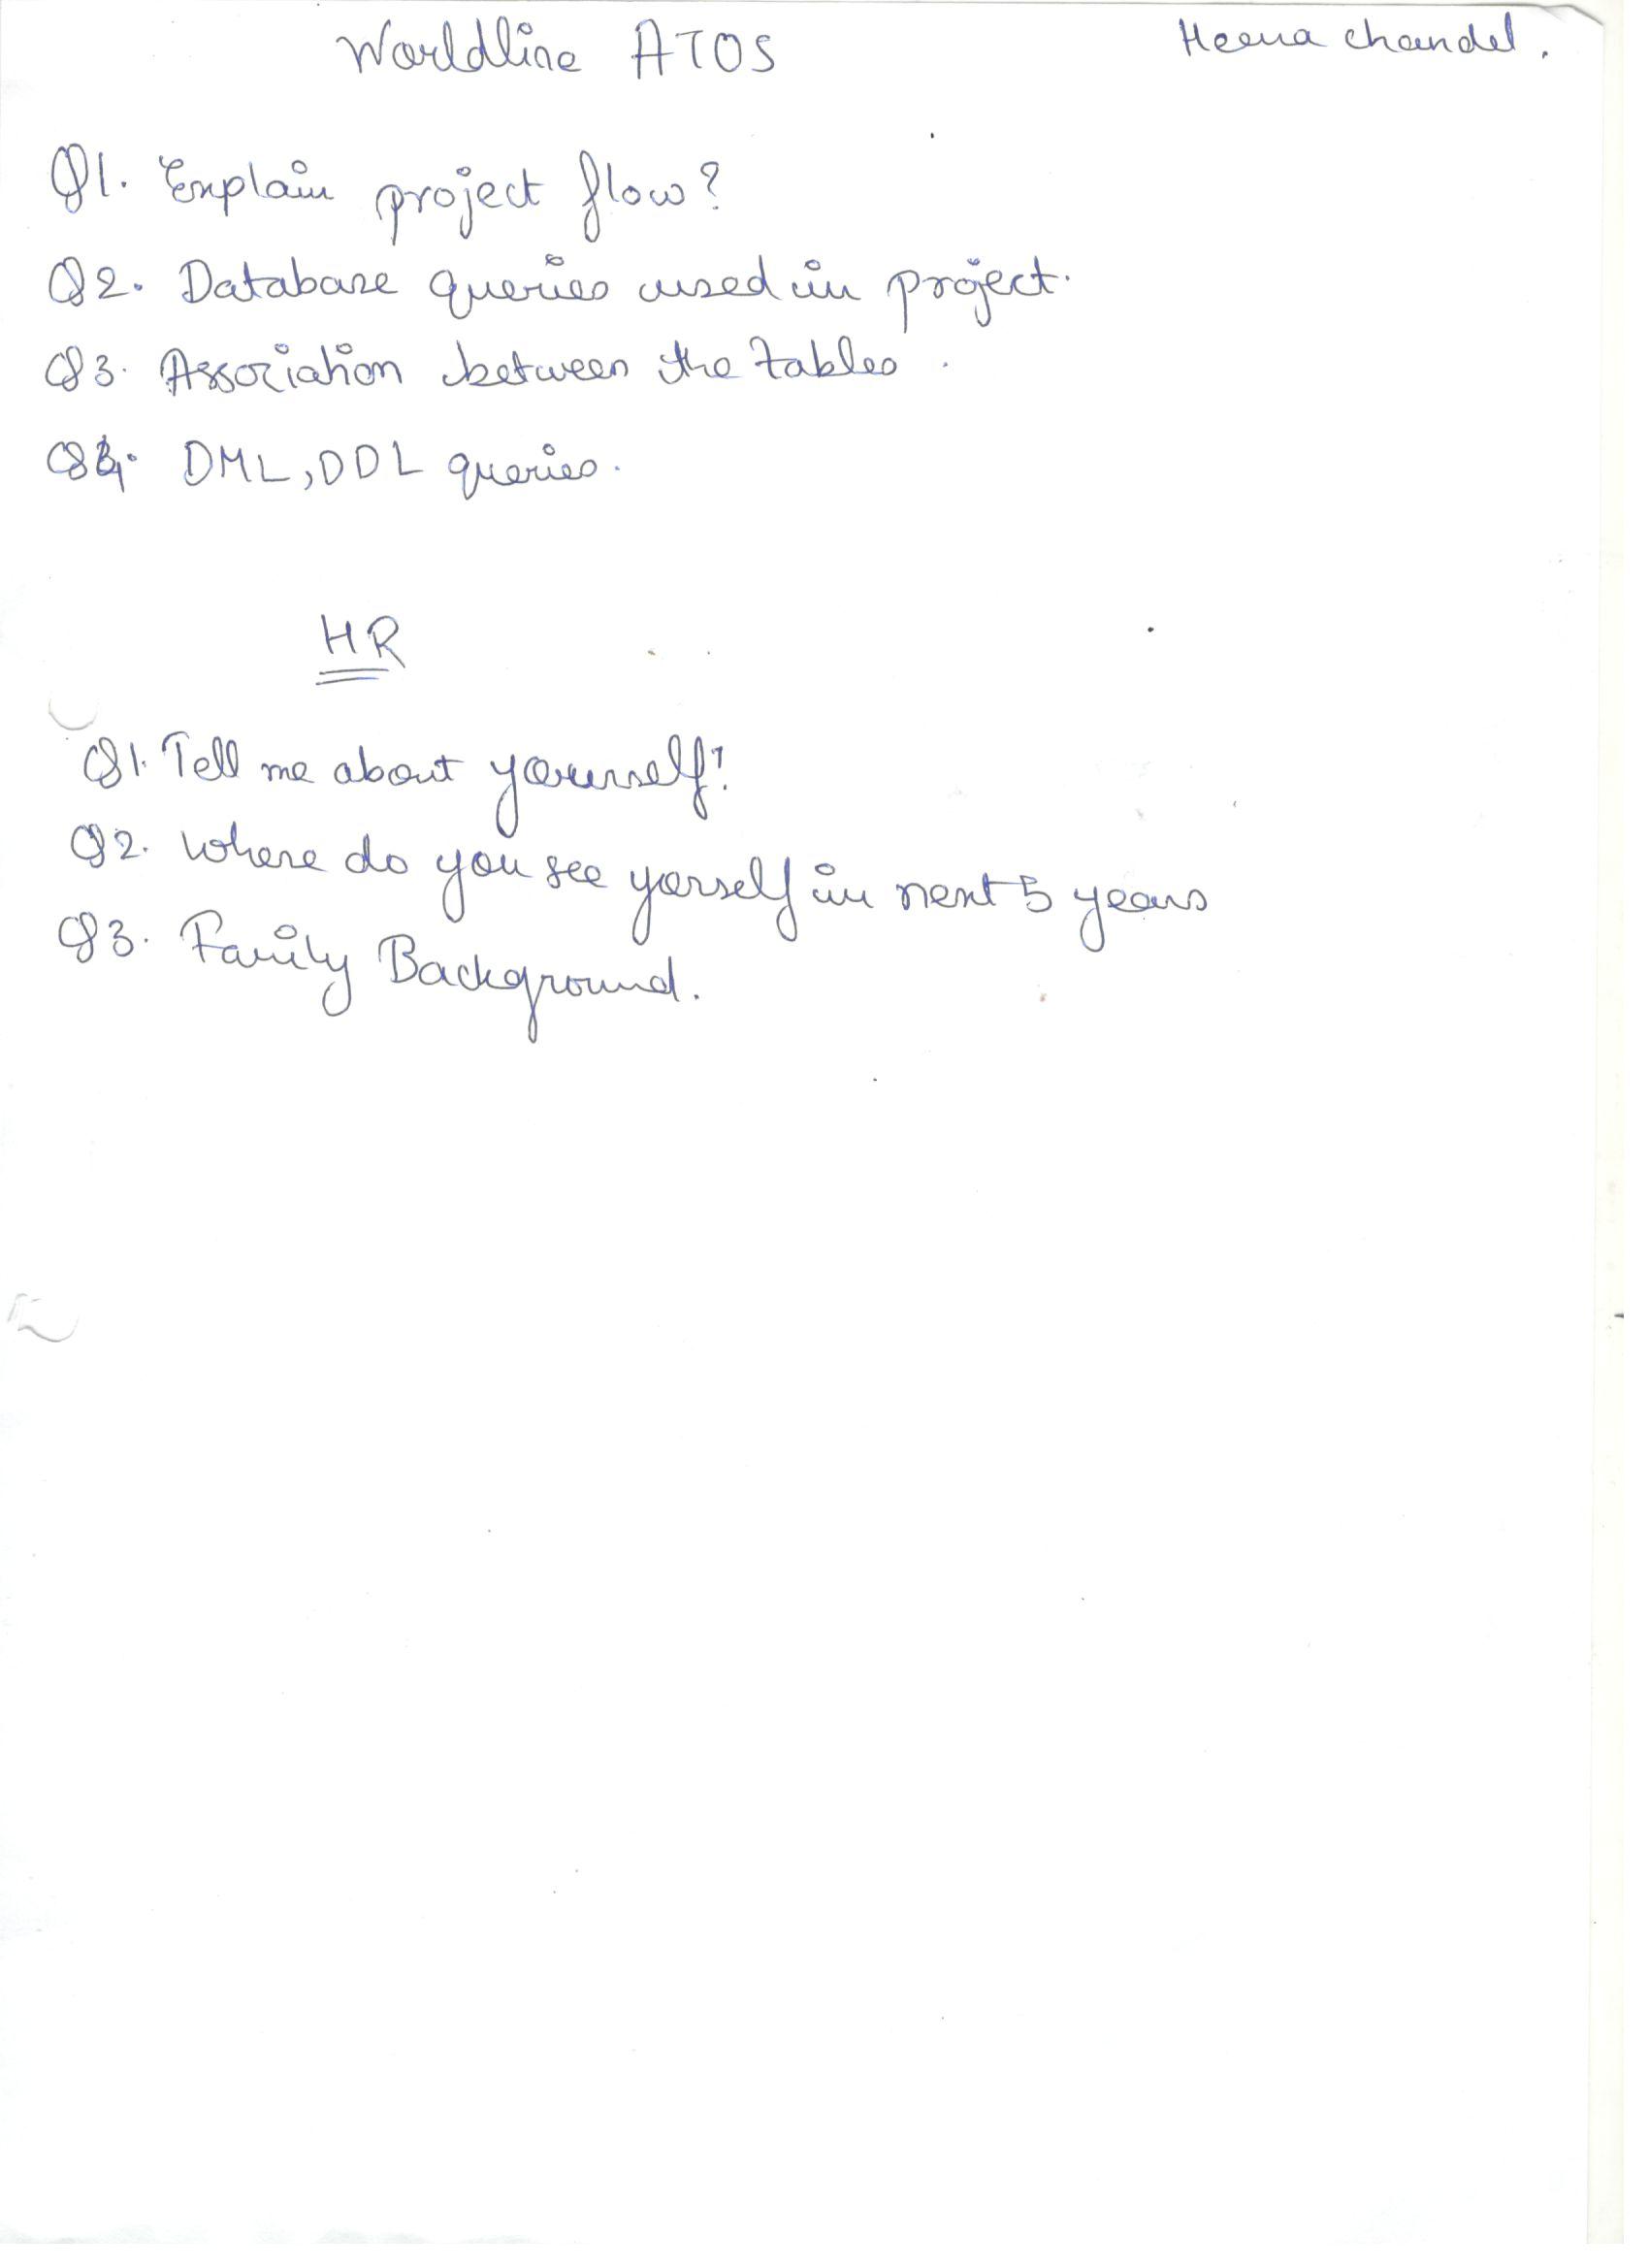 Worldline ATOS
Heena chandel.
Q1. Explain project flow?
Q2. Database queries used in project.
Q3. Association between the tables.
Q4. DML, DDL queries.
HR
Q1. Tell me about yourself?
Q2. Where do you see yorself in next 5 years
Q3. Family Background.